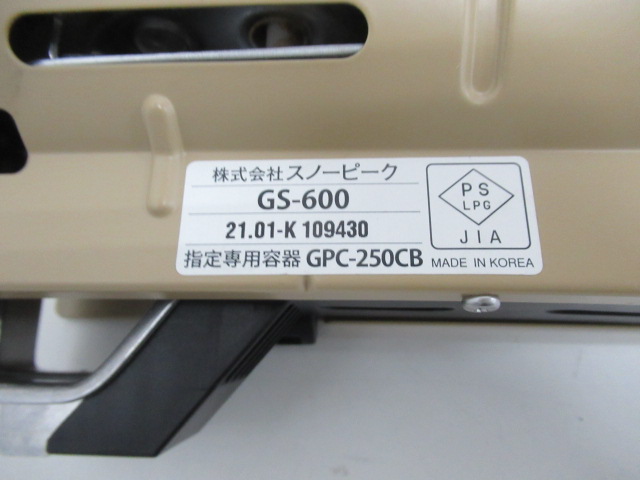 株式会社 スノーピーク
GS-600
21.01-K 109430
指定専用容器 GPC-250CB
PS
LPG
JIA
MADE IN KOREA